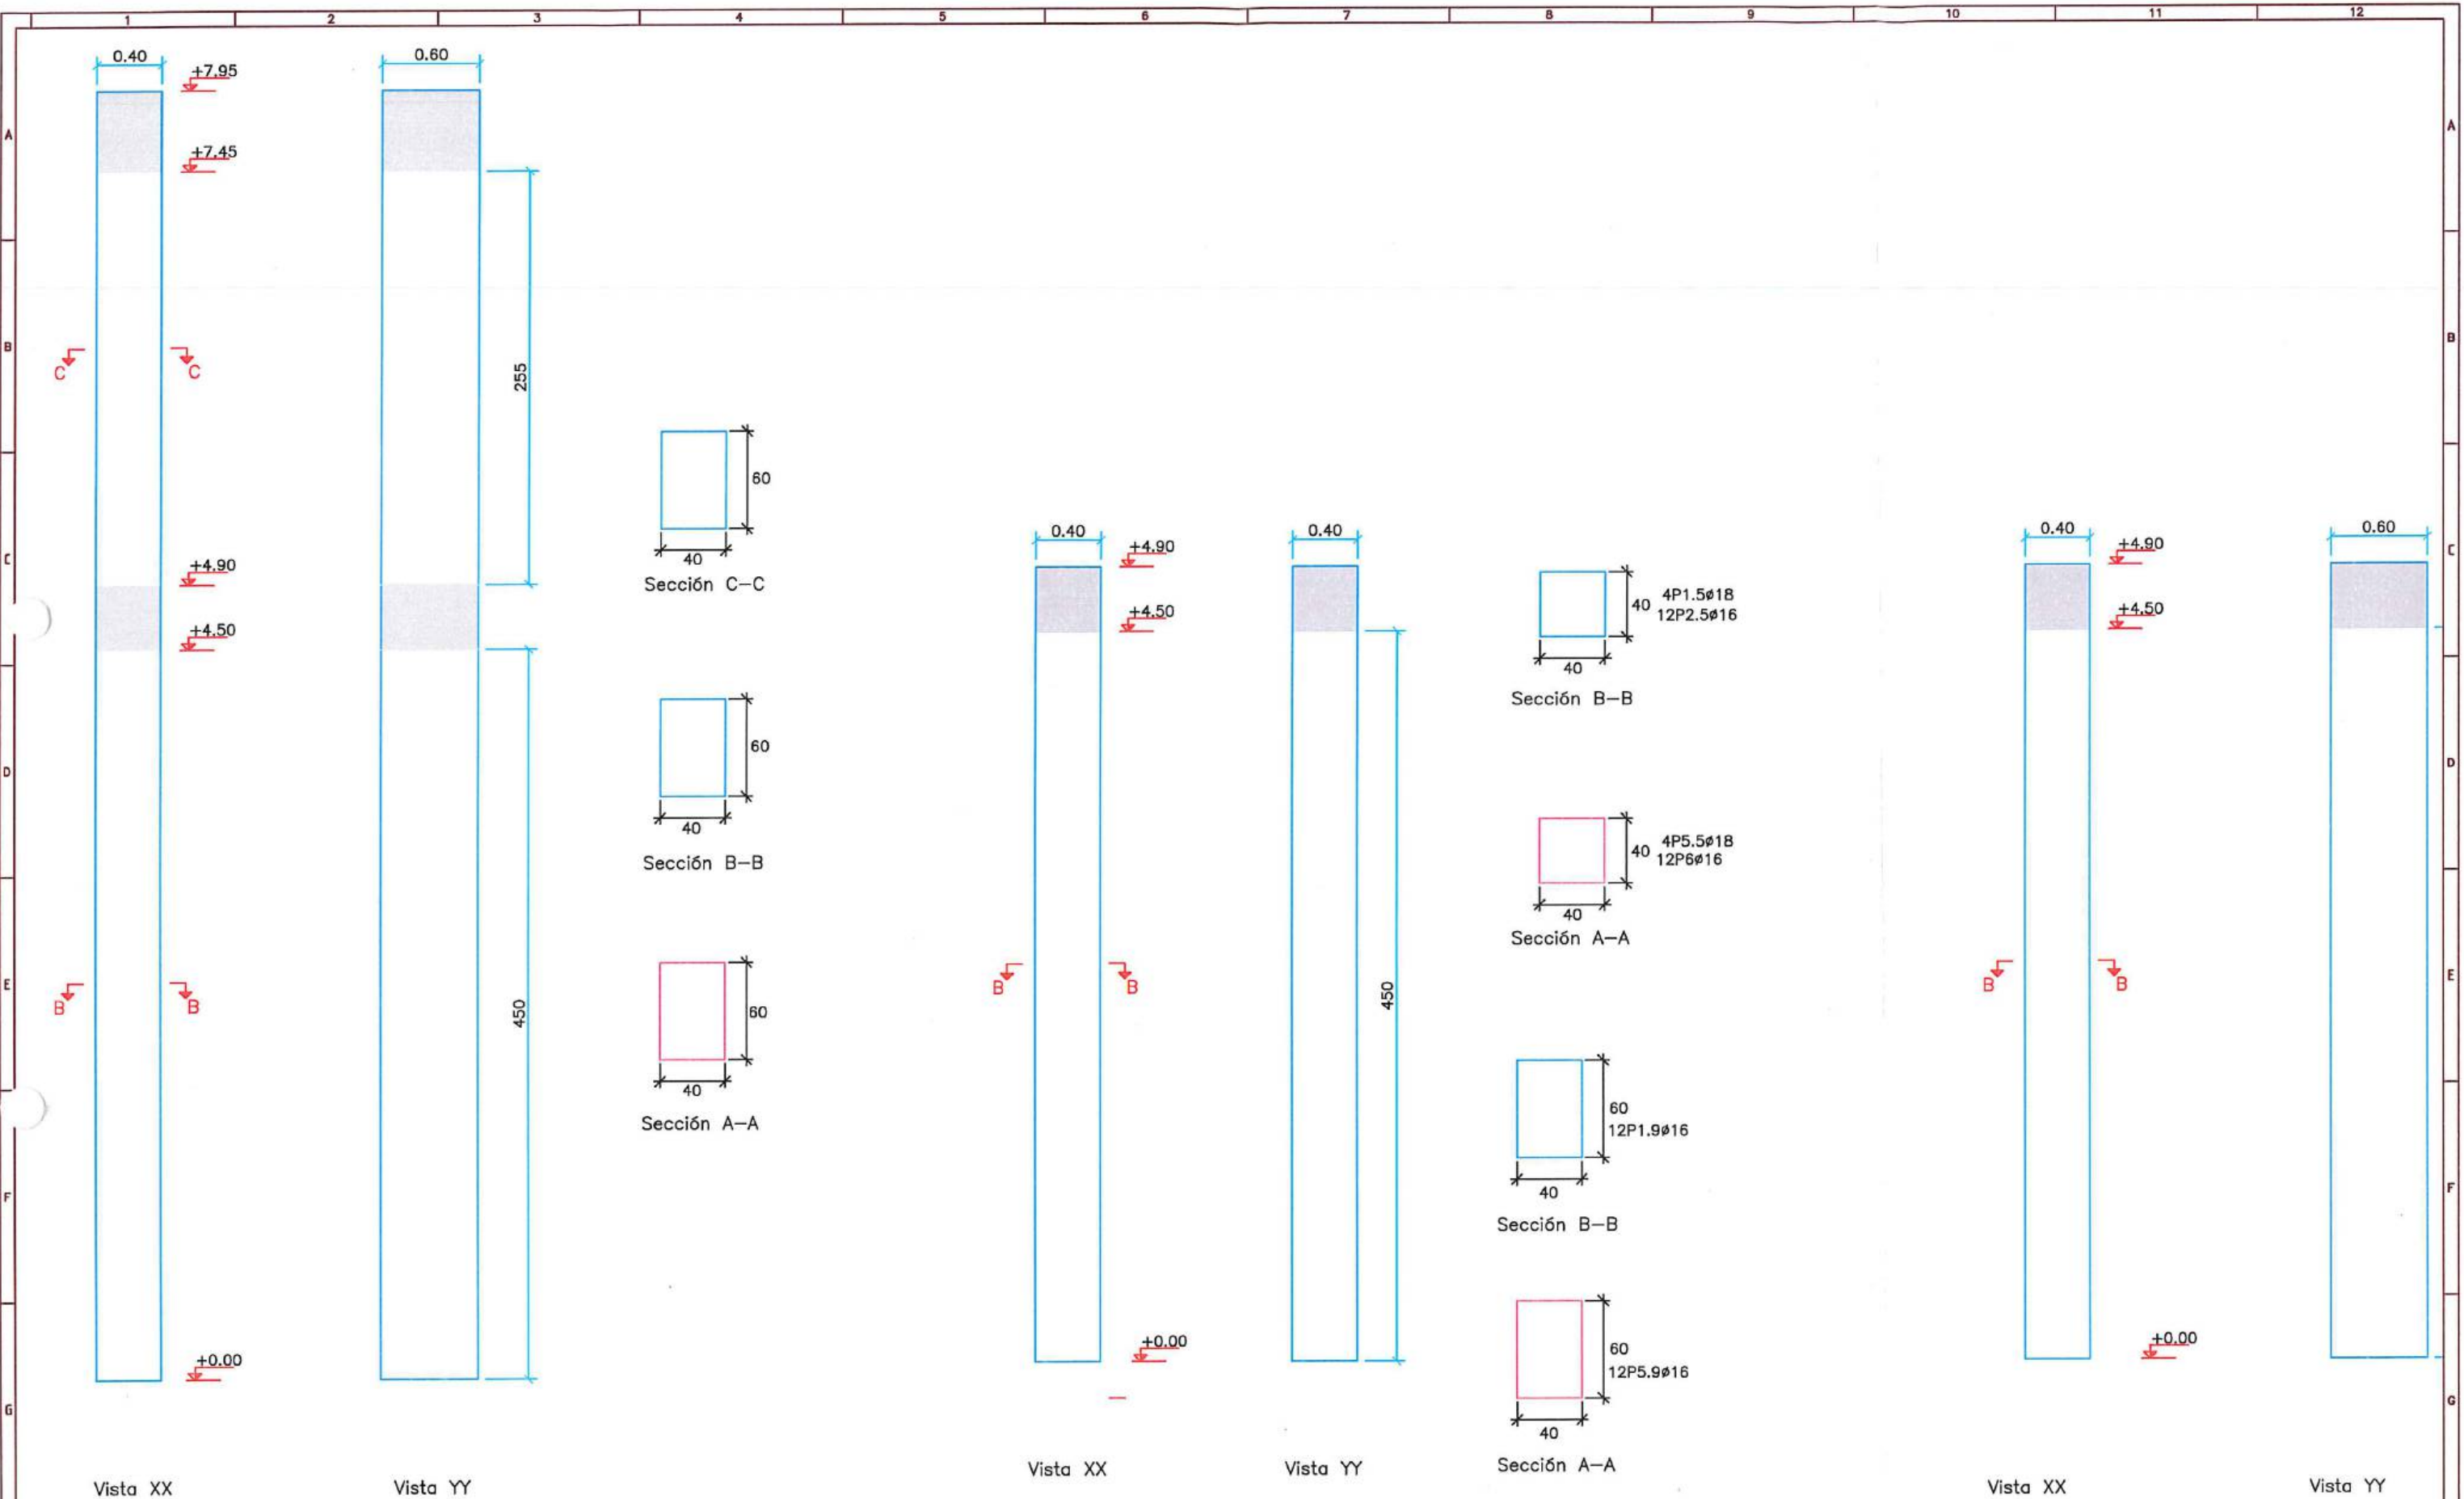 1 2 3 4 5 6 7 8 9 10 11 12
A
B
C
D
E
F
G
0.40
+7.95
+7.45
C C
+4.90
+4.50
B B
+0.00
Vista XX
0.60
255
450
Vista YY
60
40
Sección C-C
60
40
Sección B-B
60
40
Sección A-A
0.40
+4.90
+4.50
B B
+0.00
Vista XX
0.40
450
Vista YY
40 4P1.5ø18
12P2.5ø16
40
Sección B-B
40 4P5.5ø18
12P6ø16
40
Sección A-A
60
12P1.9ø16
40
Sección B-B
60
12P5.9ø16
40
Sección A-A
0.40
+4.90
+4.50
B B
+0.00
Vista XX
0.60
Vista YY
A
B
C
D
E
F
G